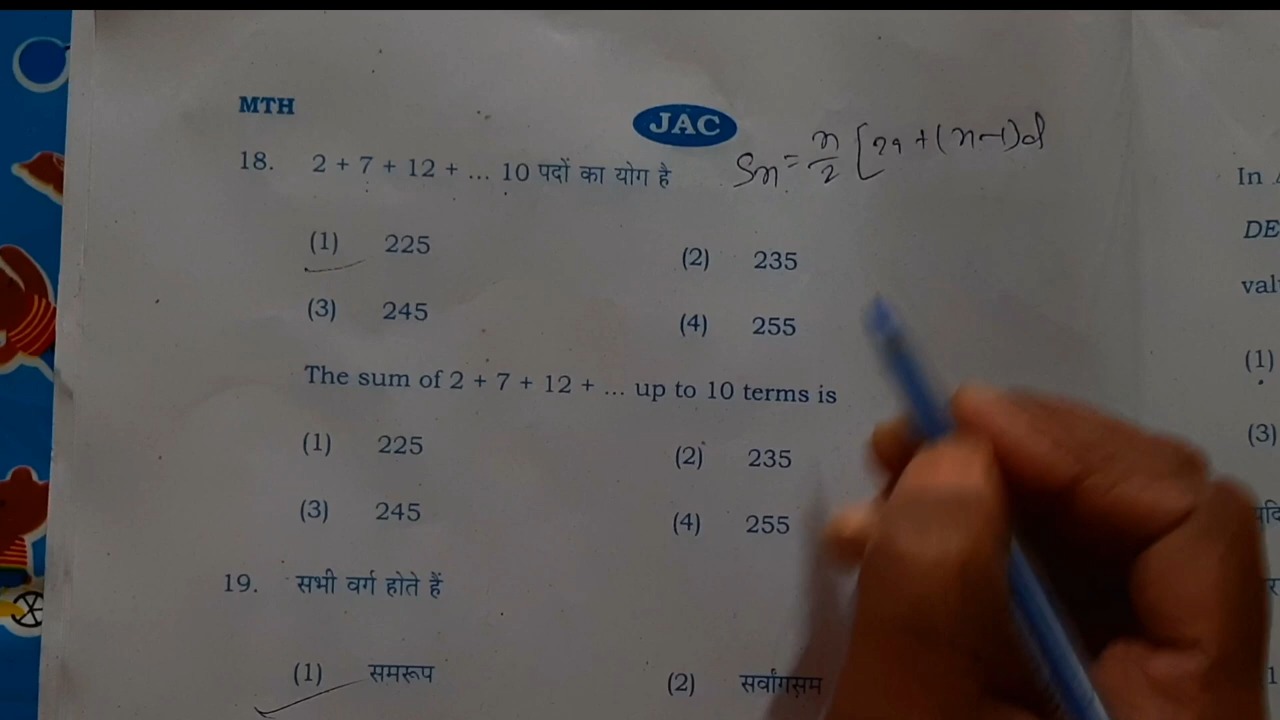 MTH
JAC
18. 2 + 7 + 12 + ... 10 पदों का योग है
Sn = n/2 [2a + (n-1)d
(1) 225
(2) 235
(3) 245
(4) 255
The sum of 2 + 7 + 12 + ... up to 10 terms is
(1) 225
(2) 235
(3) 245
(4) 255
19. सभी वर्ग होते हैं
(1) समरूप
(2) सर्वांगसम
In
DE
(1)
(3)